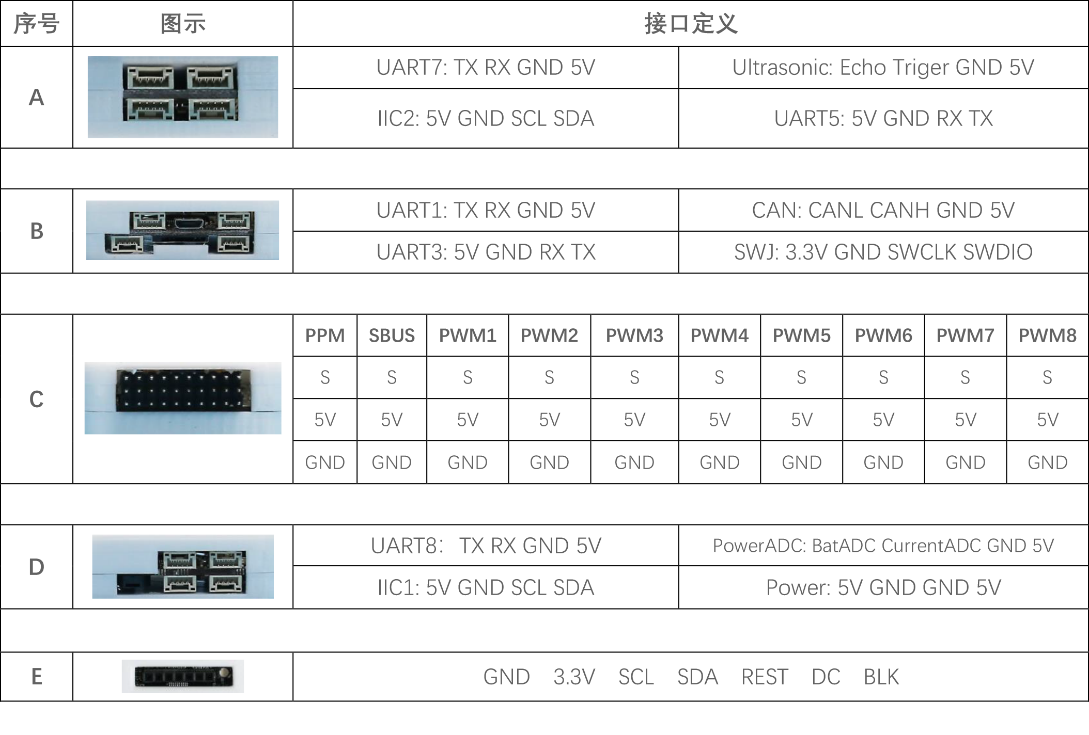 序号 图示 接口定义
A
UART7: TX RX GND 5V Ultrasonic: Echo Triger GND 5V
IIC2: 5V GND SCL SDA UART5: 5V GND RX TX
B
UART1: TX RX GND 5V CAN: CANL CANH GND 5V
UART3: 5V GND RX TX SWJ: 3.3V GND SWCLK SWDIO
C
PPM SBUS PWM1 PWM2 PWM3 PWM4 PWM5 PWM6 PWM7 PWM8
S S S S S S S S S S
5V 5V 5V 5V 5V 5V 5V 5V 5V 5V
GND GND GND GND GND GND GND GND GND GND
D
UART8: TX RX GND 5V PowerADC: BatADC CurrentADC GND 5V
IIC1: 5V GND SCL SDA Power: 5V GND GND 5V
E
GND 3.3V SCL SDA REST DC BLK